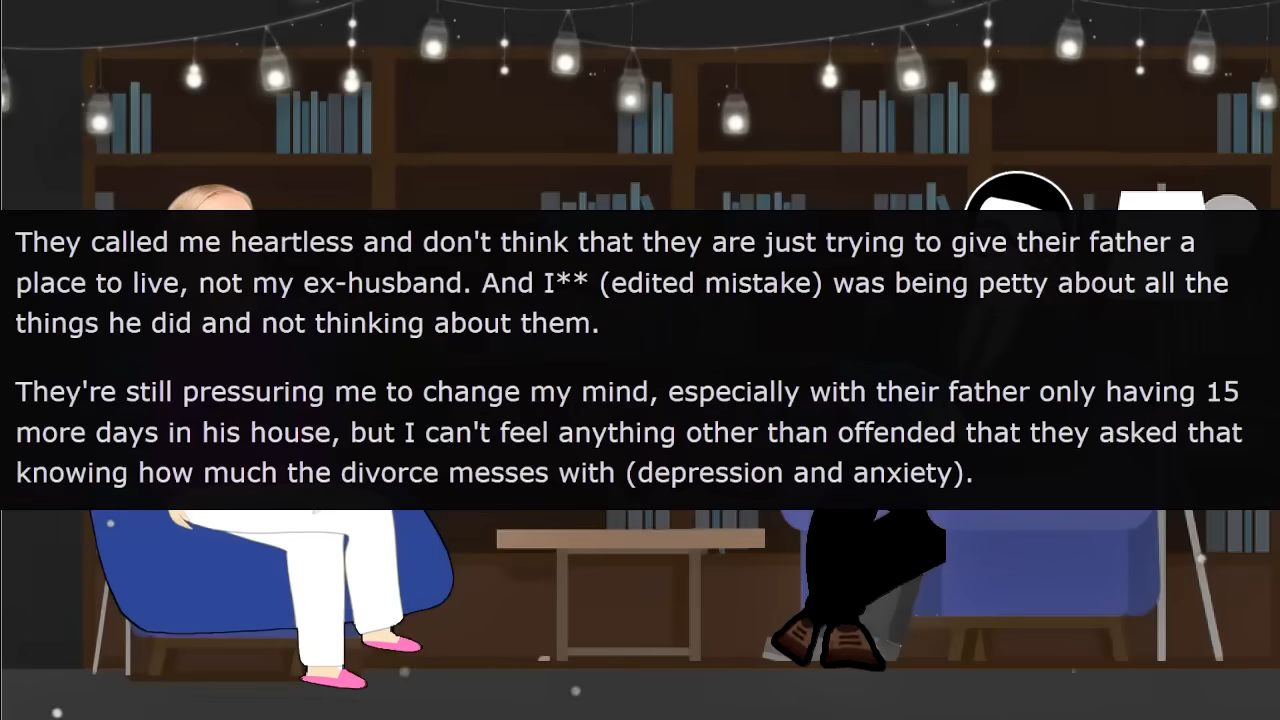 They called me heartless and don't think that they are just trying to give their father a
place to live, not my ex-husband. And I** (edited mistake) was being petty about all the
things he did and not thinking about them.
They're still pressuring me to change my mind, especially with their father only having 15
more days in his house, but I can't feel anything other than offended that they asked that
knowing how much the divorce messes with (depression and anxiety).